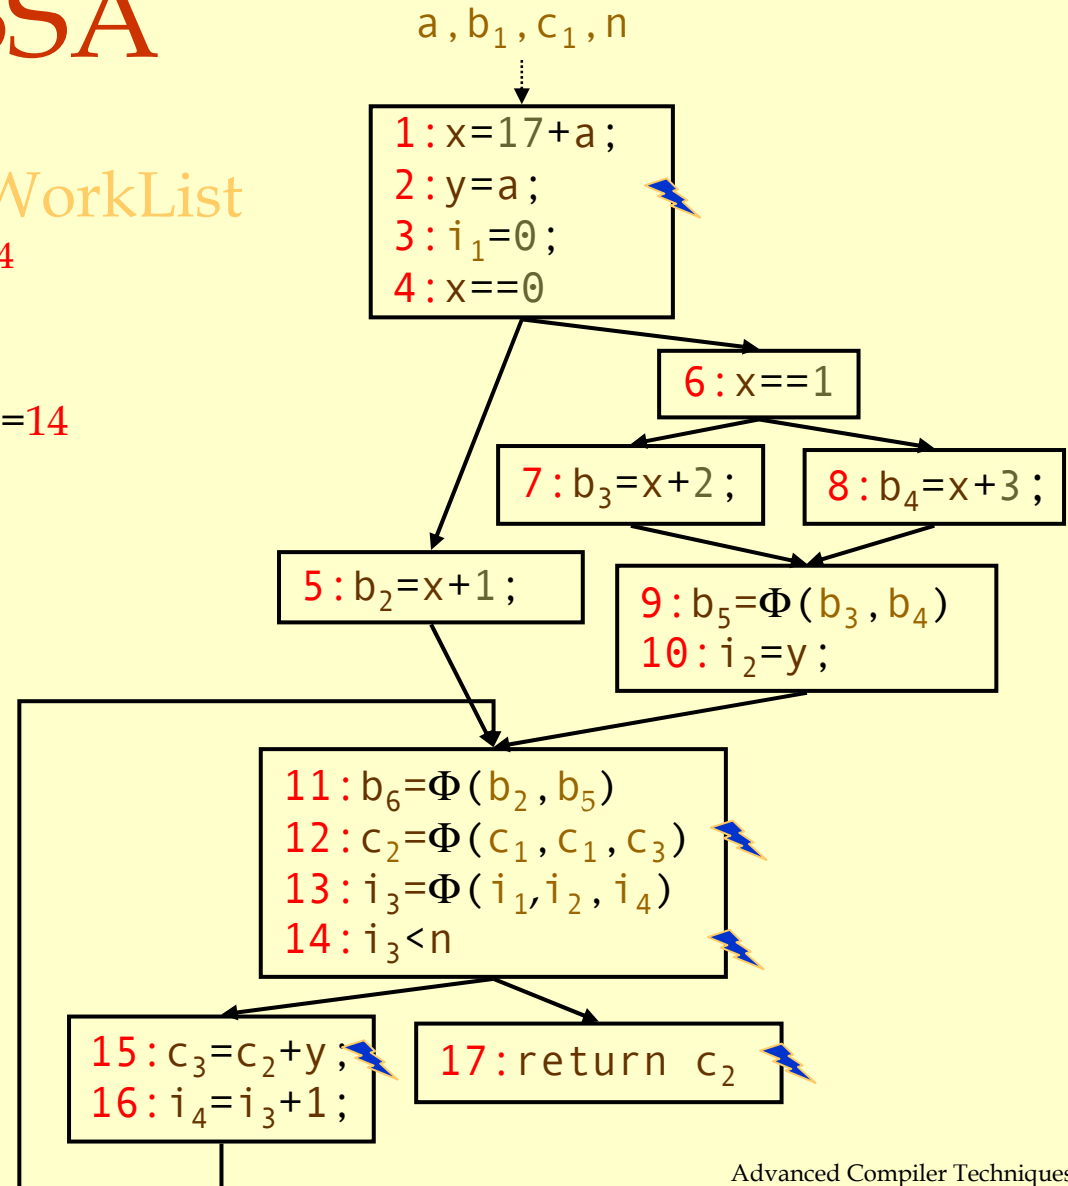 SSA
a,b₁,c₁,n
WorkList
4
=14
1:x=17+a;
2:y=a;
3:i₁=0;
4:x==0
6:x==1
7:b₃=x+2;
8:b₄=x+3;
5:b₂=x+1;
9:b₅=Φ(b₃,b₄)
10:i₂=y;
11:b₆=Φ(b₂,b₅)
12:c₂=Φ(c₁,c₁,c₃)
13:i₃=Φ(i₁,i₂,i₄)
14:i₃<n
15:c₃=c₂+y;
16:i₄=i₃+1;
17:return c₂
Advanced Compiler Techniques